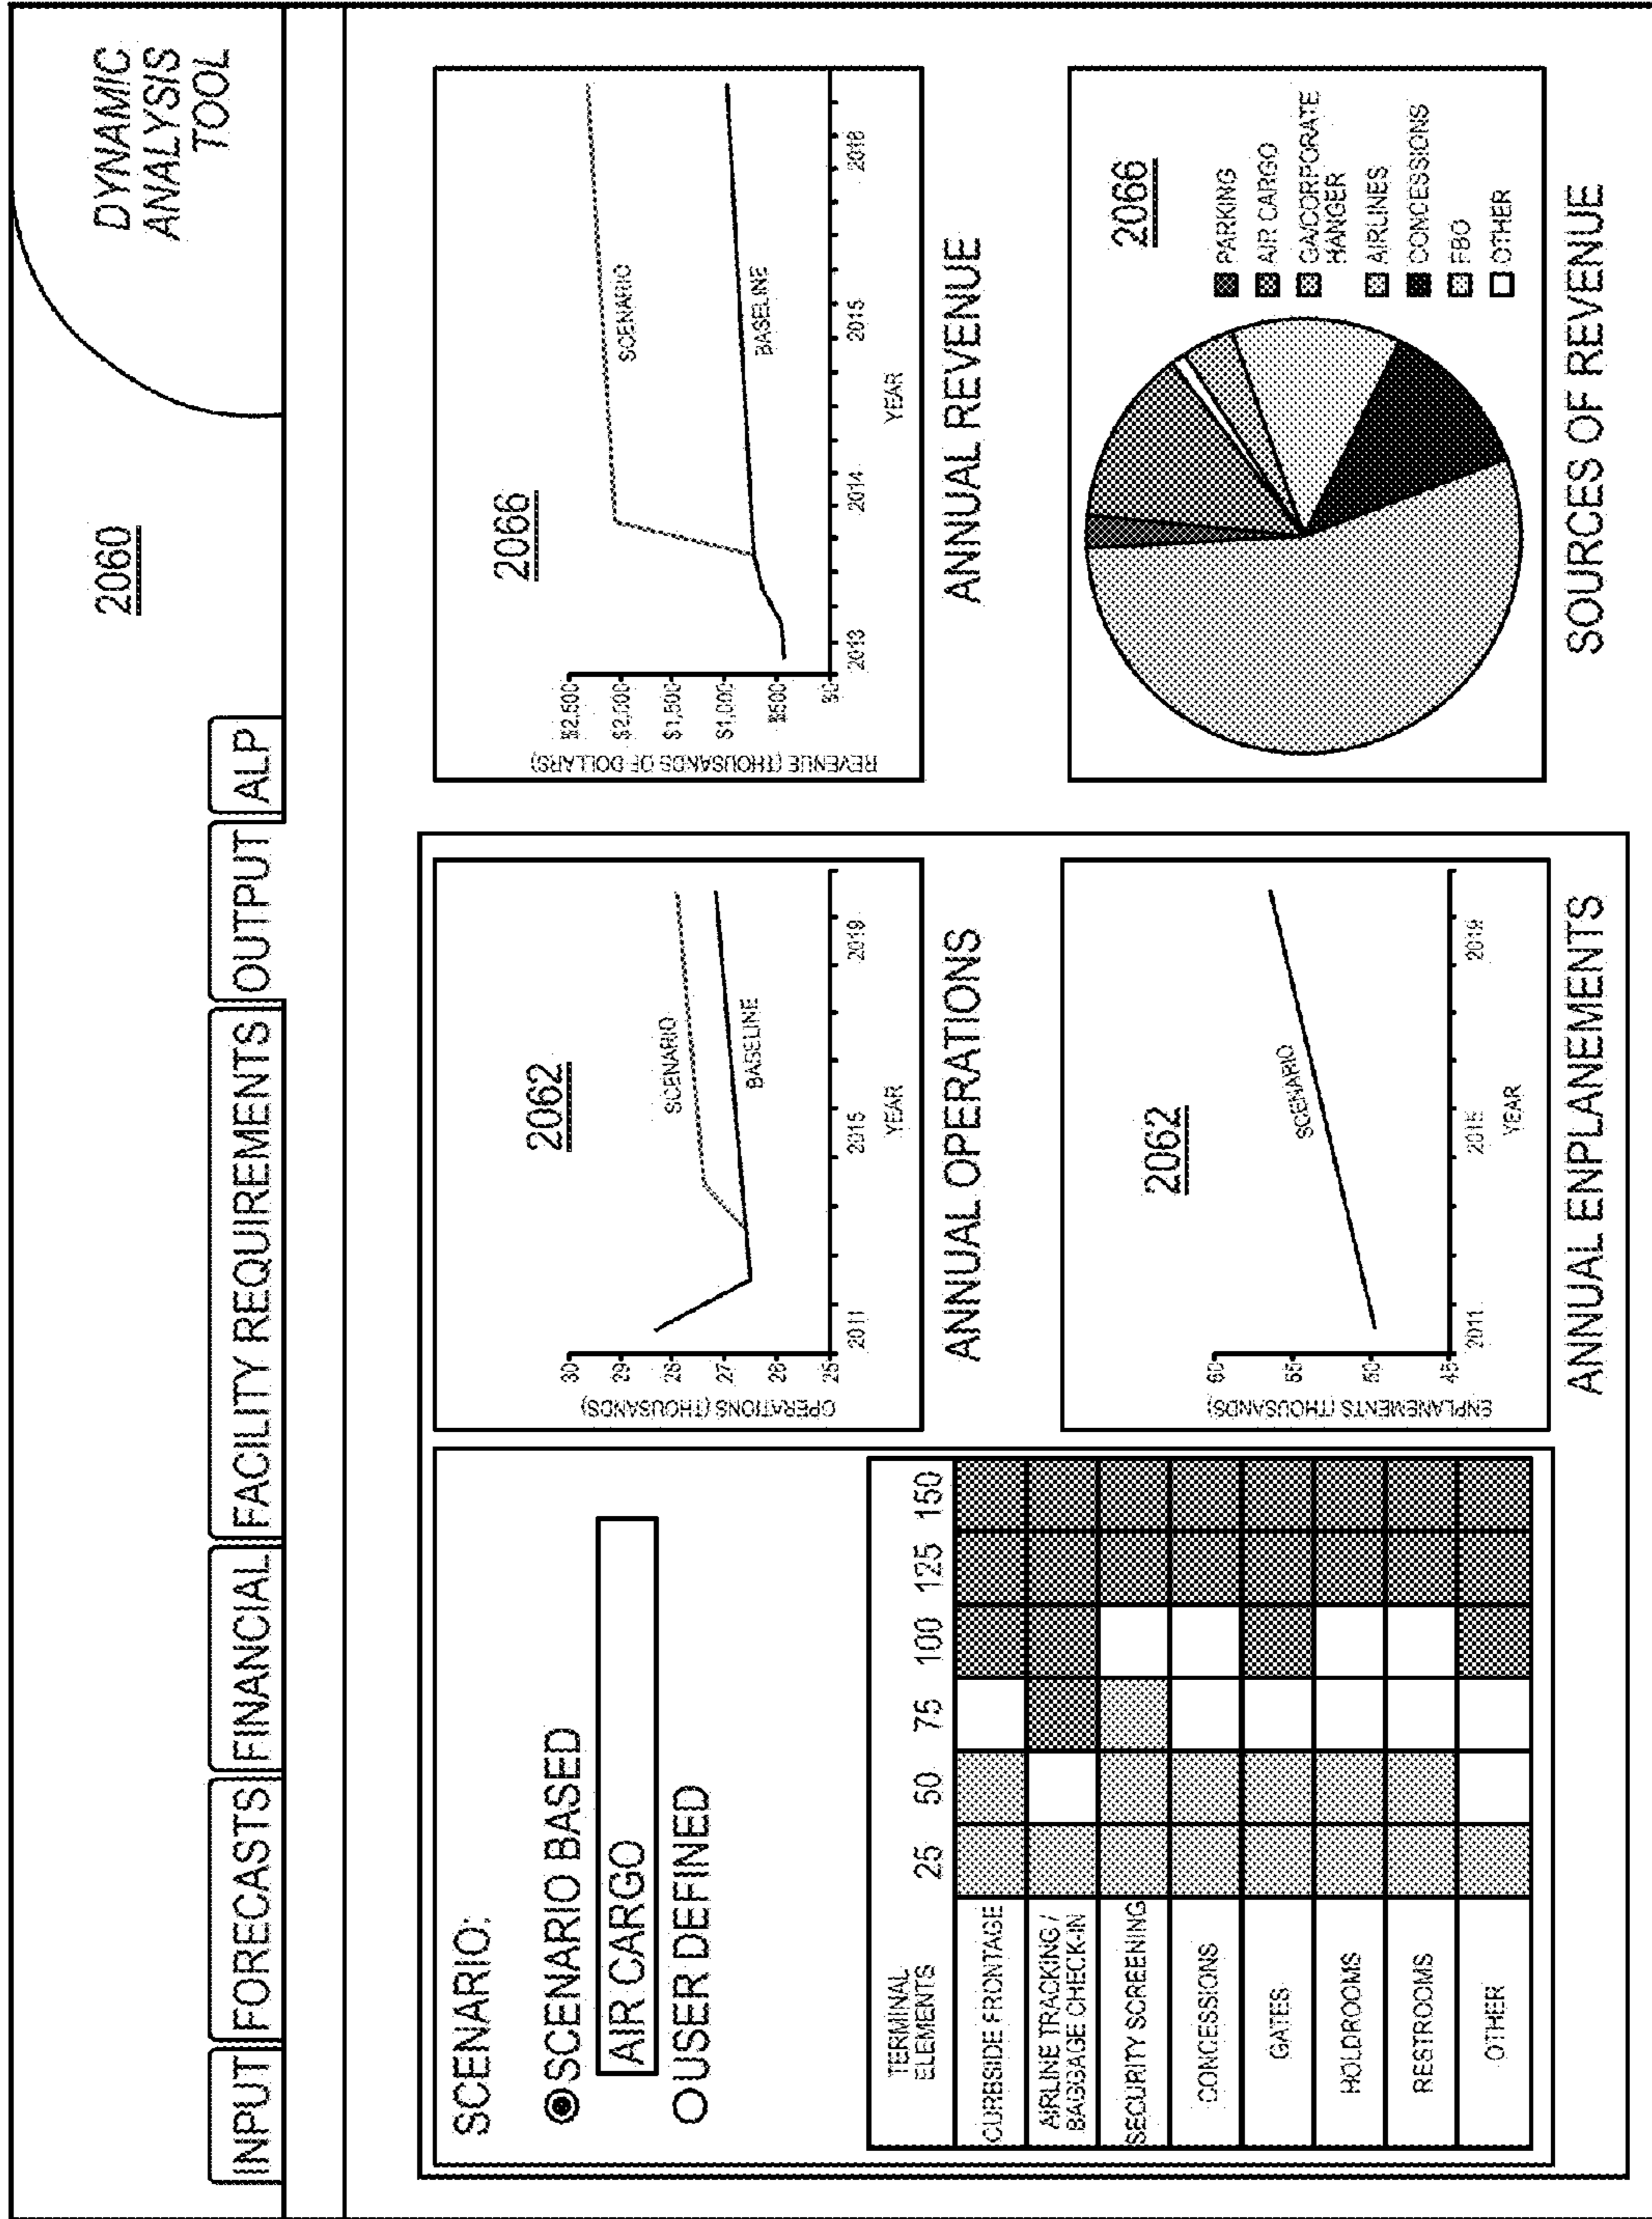 2060
DYNAMIC
ANALYSIS
TOOL
INPUT
FORECASTS
FINANCIAL
FACILITY REQUIREMENTS
OUTPUT
ALP
SCENARIO:
SCENARIO BASED
AIR CARGO
USER DEFINED
TERMINAL
ELEMENTS
25 50 75 100 125 150
CURBSIDE FRONTAGE
AIRLINE TRACKING /
BAGGAGE CHECK-IN
SECURITY SCREENING
CONCESSIONS
GATES
HOLDROOMS
RESTROOMS
OTHER
2062
OPERATIONS (THOUSANDS)
30
29
28
27
26
25
SCENARIO
BASELINE
2011 2015 2019
YEAR
ANNUAL OPERATIONS
2062
ENPLANEMENTS (THOUSANDS)
60
55
50
45
SCENARIO
2011 2015 2019
YEAR
ANNUAL ENPLANEMENTS
2066
REVENUE (THOUSANDS OF DOLLARS)
$2,500
$2,000
$1,500
$1,000
$500
$0
SCENARIO
BASELINE
2013 2014 2015 2016
YEAR
ANNUAL REVENUE
2066
PARKING
AIR CARGO
GA/CORPORATE
HANGER
AIRLINES
CONCESSIONS
FBO
OTHER
SOURCES OF REVENUE